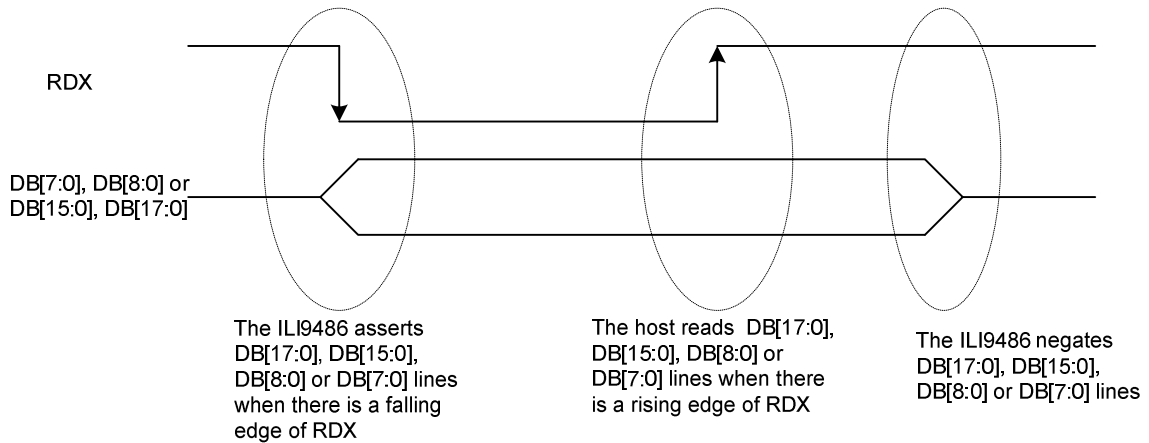 RDX
DB[7:0], DB[8:0] or
DB[15:0], DB[17:0]
The ILI9486 asserts
DB[17:0], DB[15:0],
DB[8:0] or DB[7:0] lines
when there is a falling
edge of RDX
The host reads DB[17:0],
DB[15:0], DB[8:0] or
DB[7:0] lines when there
is a rising edge of RDX
The ILI9486 negates
DB[17:0], DB[15:0],
DB[8:0] or DB[7:0] lines